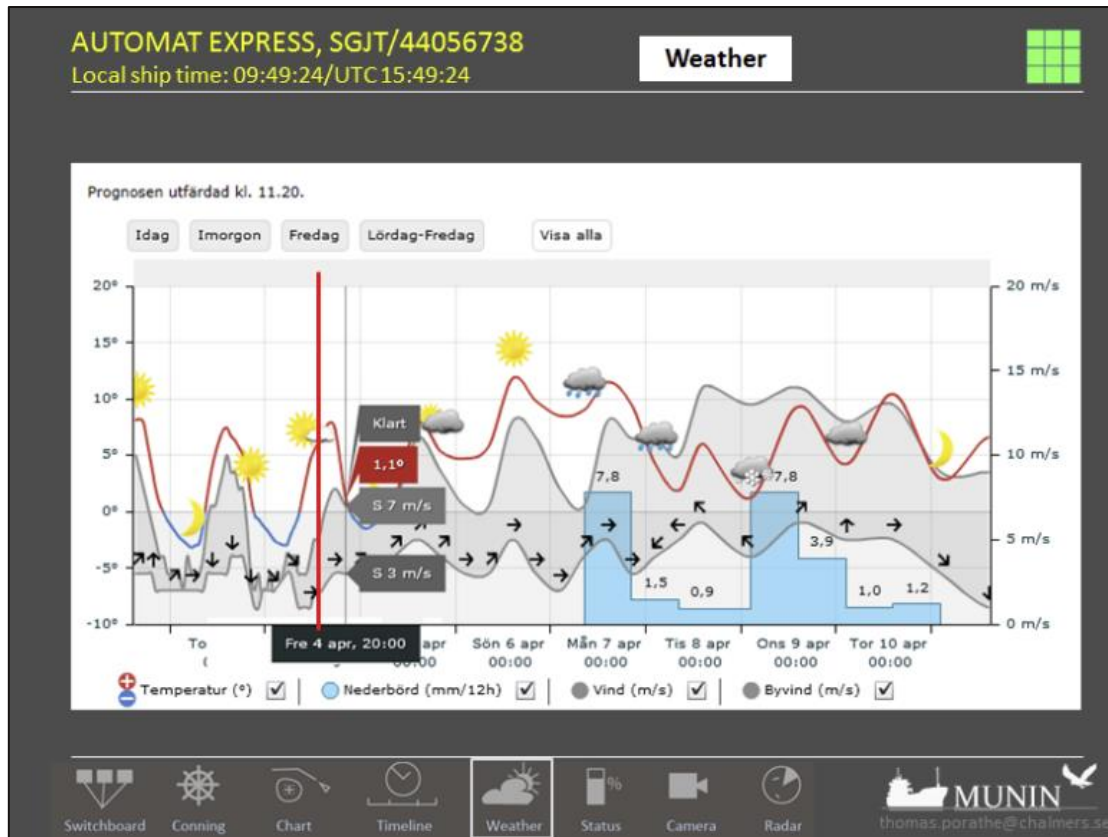 AUTOMAT EXPRESS, SGJT/44056738
Local ship time: 09:49:24/UTC 15:49:24
Weather
Prognosen utfärdad kl. 11.20.
Idag Imorgon Fredag Lördag-Fredag Visa alla
20° 20 m/s
15° 15 m/s
10° 10 m/s
Klart
5°
1,1°
7,8 7,8
0° S 7 m/s
5 m/s
3,9
-5° S 3 m/s
1,5 0,9 1,0 1,2
-10° 0 m/s
To Fre 4 apr, 20:00 apr Sön 6 apr Mån 7 apr Tis 8 apr Ons 9 apr Tor 10 apr
00:00 00:00 00:00 00:00 00:00 00:00
Temperatur (°) Nederbörd (mm/12h) Vind (m/s) Byvind (m/s)
%
Switchboard Conning Chart Timeline Weather Status Camera Radar
MUNIN
thomas.porathe@chalmers.se